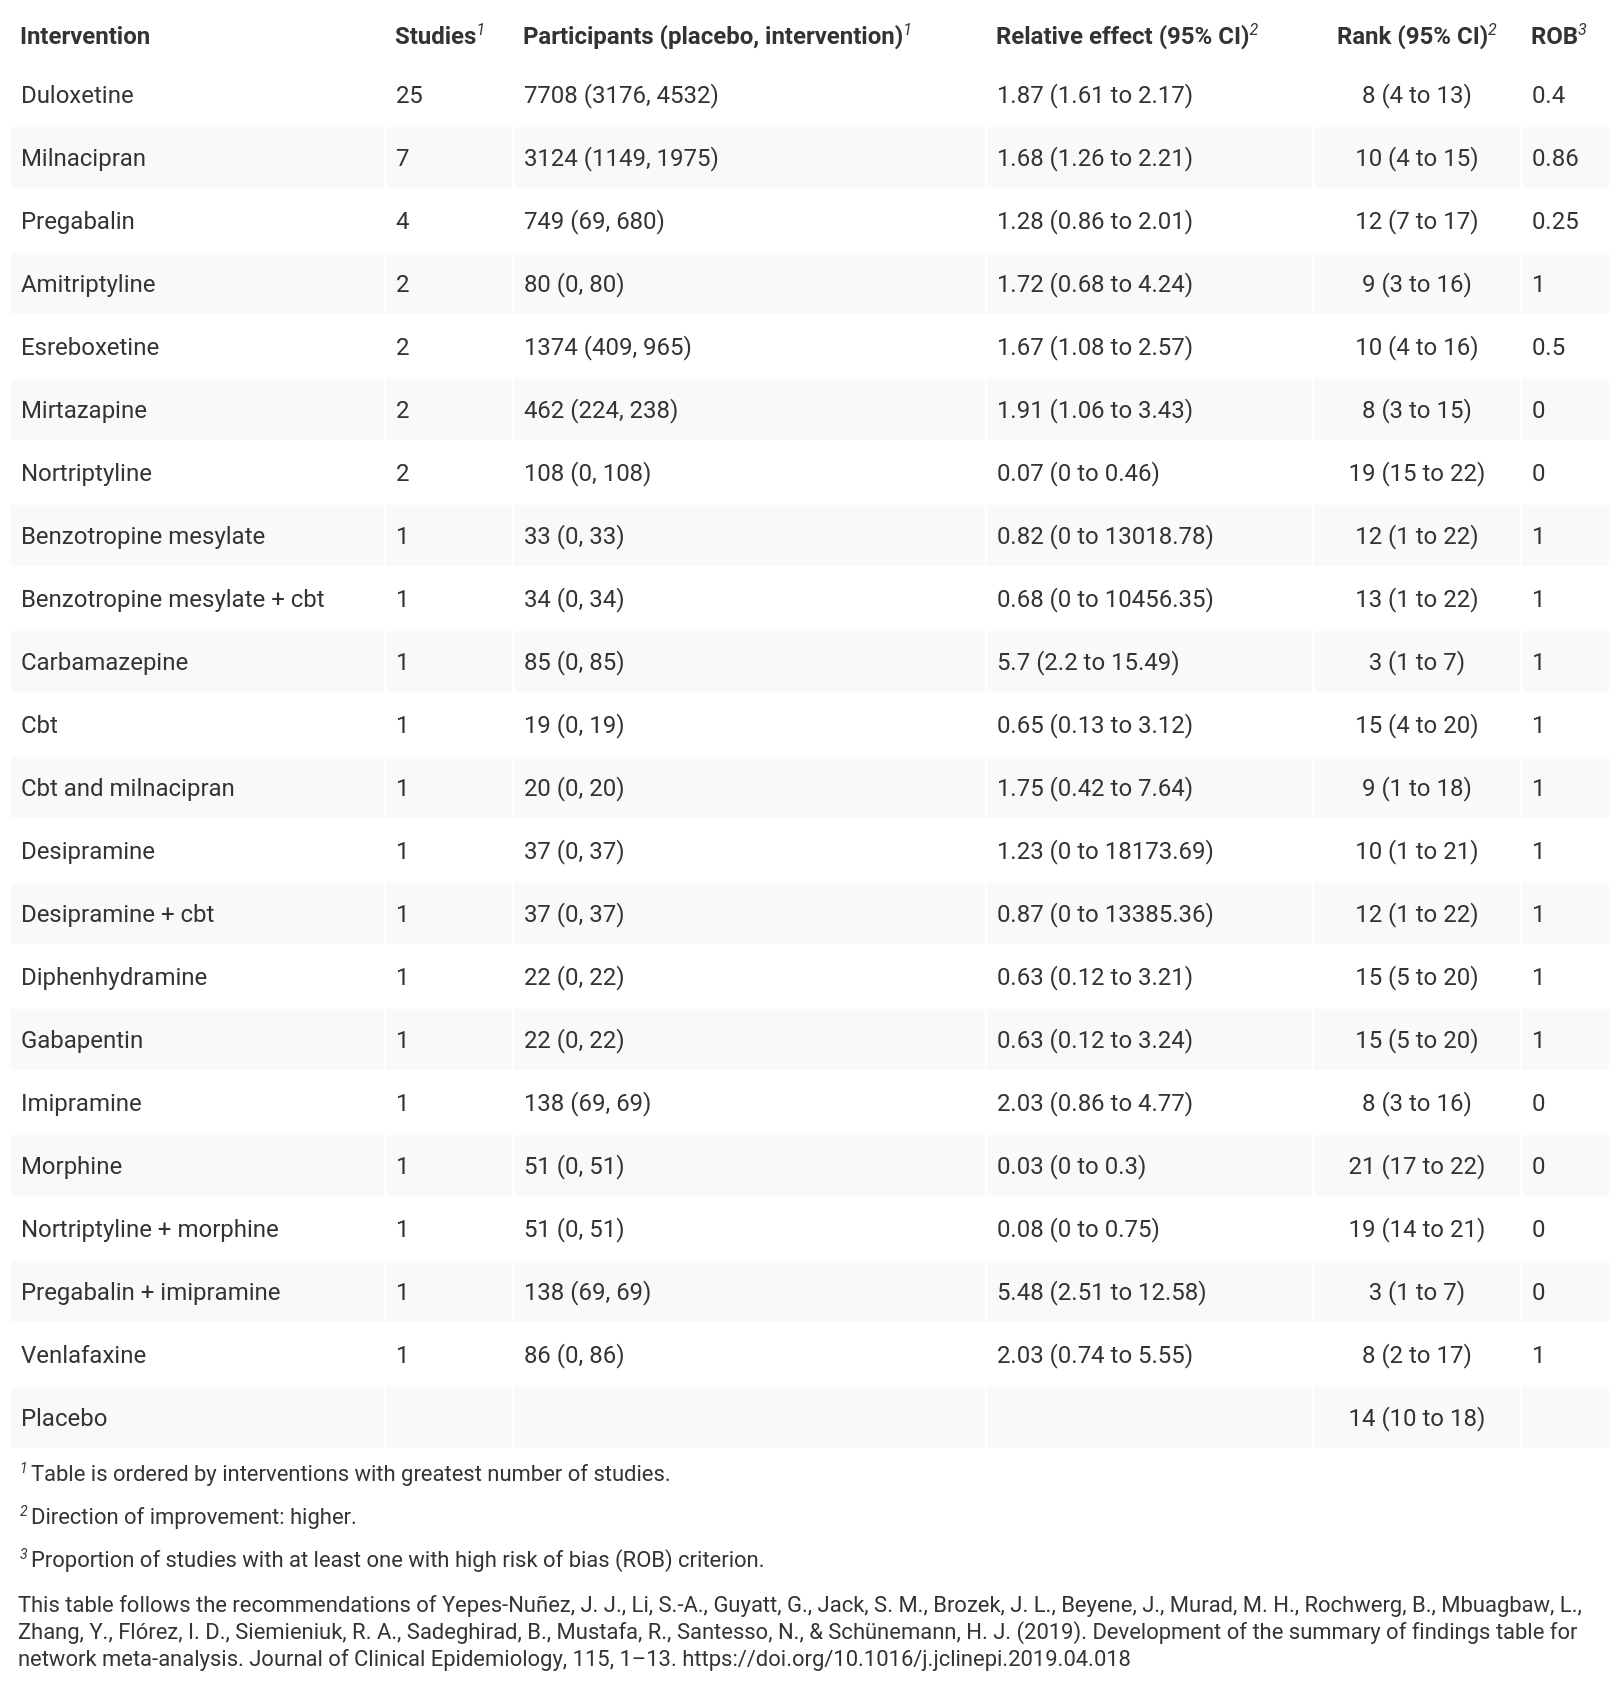 Intervention Studies1 Participants (placebo, intervention)1 Relative effect (95% CI)2 Rank (95% CI)2 ROB3
Duloxetine 25 7708 (3176, 4532) 1.87 (1.61 to 2.17) 8 (4 to 13) 0.4
Milnacipran 7 3124 (1149, 1975) 1.68 (1.26 to 2.21) 10 (4 to 15) 0.86
Pregabalin 4 749 (69, 680) 1.28 (0.86 to 2.01) 12 (7 to 17) 0.25
Amitriptyline 2 80 (0, 80) 1.72 (0.68 to 4.24) 9 (3 to 16) 1
Esreboxetine 2 1374 (409, 965) 1.67 (1.08 to 2.57) 10 (4 to 16) 0.5
Mirtazapine 2 462 (224, 238) 1.91 (1.06 to 3.43) 8 (3 to 15) 0
Nortriptyline 2 108 (0, 108) 0.07 (0 to 0.46) 19 (15 to 22) 0
Benzotropine mesylate 1 33 (0, 33) 0.82 (0 to 13018.78) 12 (1 to 22) 1
Benzotropine mesylate + cbt 1 34 (0, 34) 0.68 (0 to 10456.35) 13 (1 to 22) 1
Carbamazepine 1 85 (0, 85) 5.7 (2.2 to 15.49) 3 (1 to 7) 1
Cbt 1 19 (0, 19) 0.65 (0.13 to 3.12) 15 (4 to 20) 1
Cbt and milnacipran 1 20 (0, 20) 1.75 (0.42 to 7.64) 9 (1 to 18) 1
Desipramine 1 37 (0, 37) 1.23 (0 to 18173.69) 10 (1 to 21) 1
Desipramine + cbt 1 37 (0, 37) 0.87 (0 to 13385.36) 12 (1 to 22) 1
Diphenhydramine 1 22 (0, 22) 0.63 (0.12 to 3.21) 15 (5 to 20) 1
Gabapentin 1 22 (0, 22) 0.63 (0.12 to 3.24) 15 (5 to 20) 1
Imipramine 1 138 (69, 69) 2.03 (0.86 to 4.77) 8 (3 to 16) 0
Morphine 1 51 (0, 51) 0.03 (0 to 0.3) 21 (17 to 22) 0
Nortriptyline + morphine 1 51 (0, 51) 0.08 (0 to 0.75) 19 (14 to 21) 0
Pregabalin + imipramine 1 138 (69, 69) 5.48 (2.51 to 12.58) 3 (1 to 7) 0
Venlafaxine 1 86 (0, 86) 2.03 (0.74 to 5.55) 8 (2 to 17) 1
Placebo 14 (10 to 18)
1 Table is ordered by interventions with greatest number of studies.
2 Direction of improvement: higher.
3 Proportion of studies with at least one with high risk of bias (ROB) criterion.
This table follows the recommendations of Yepes-Nuñez, J. J., Li, S.-A., Guyatt, G., Jack, S. M., Brozek, J. L., Beyene, J., Murad, M. H., Rochwerg, B., Mbuagbaw, L.,
Zhang, Y., Flórez, I. D., Siemieniuk, R. A., Sadeghirad, B., Mustafa, R., Santesso, N., & Schünemann, H. J. (2019). Development of the summary of findings table for
network meta-analysis. Journal of Clinical Epidemiology, 115, 1–13. https://doi.org/10.1016/j.jclinepi.2019.04.018